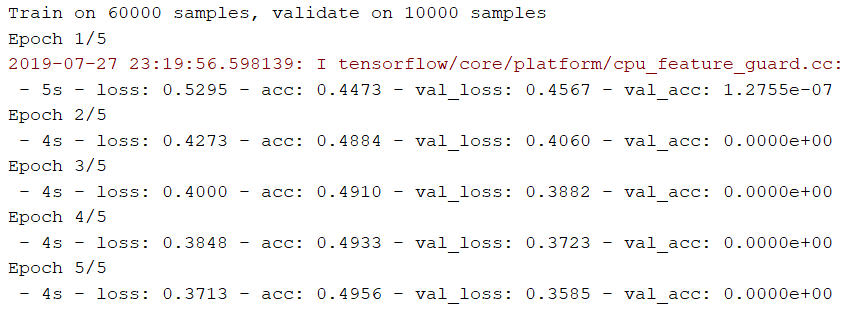 Train on 60000 samples, validate on 10000 samples
Epoch 1/5
2019-07-27 23:19:56.598139: I tensorflow/core/platform/cpu_feature_guard.cc:
 - 5s - loss: 0.5295 - acc: 0.4473 - val_loss: 0.4567 - val_acc: 1.2755e-07
Epoch 2/5
 - 4s - loss: 0.4273 - acc: 0.4884 - val_loss: 0.4060 - val_acc: 0.0000e+00
Epoch 3/5
 - 4s - loss: 0.4000 - acc: 0.4910 - val_loss: 0.3882 - val_acc: 0.0000e+00
Epoch 4/5
 - 4s - loss: 0.3848 - acc: 0.4933 - val_loss: 0.3723 - val_acc: 0.0000e+00
Epoch 5/5
 - 4s - loss: 0.3713 - acc: 0.4956 - val_loss: 0.3585 - val_acc: 0.0000e+00